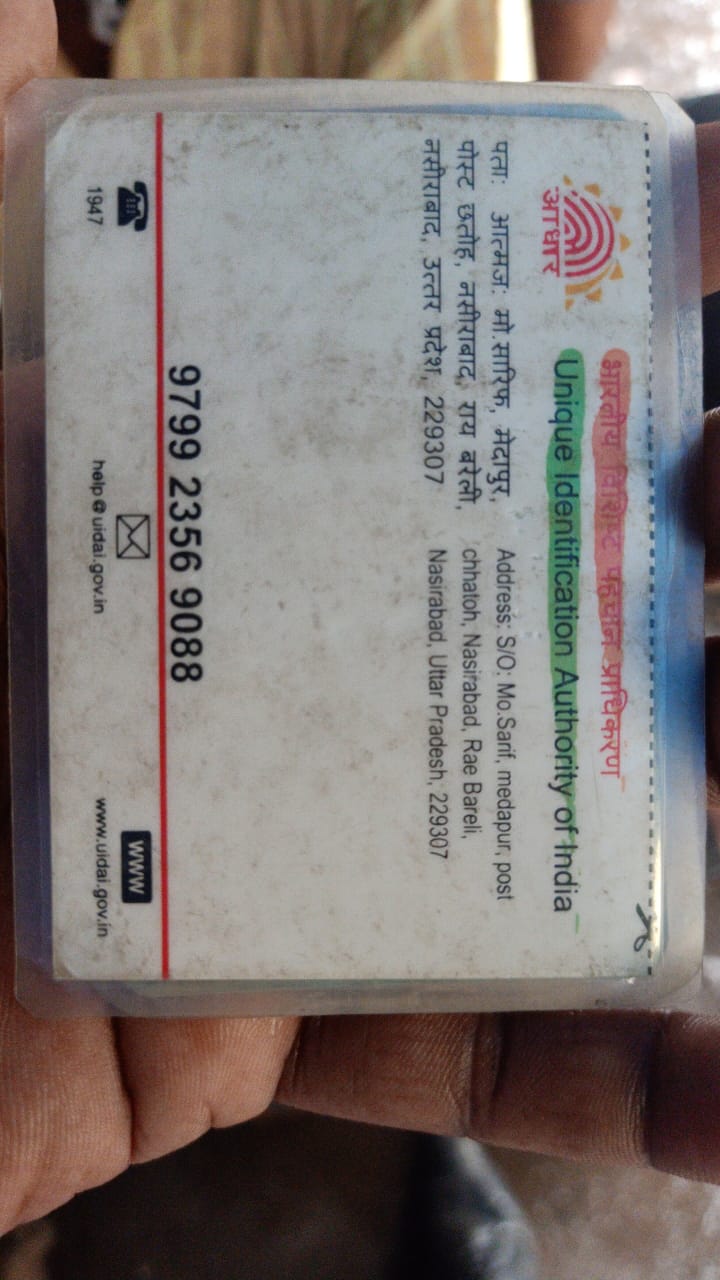 भारतीय विशिष्ट पहचान प्राधिकरण
Unique Identification Authority of India
आधार
पता: आत्मज: मो.सारिफ, मेदापुर,
पोस्ट छतोह, नसीराबाद, राय बरेली,
नसीराबाद, उत्तर प्रदेश, 229307
Address: S/O: Mo.Sarif, medapur, post
chhatoh, Nasirabad, Rae Bareli,
Nasirabad, Uttar Pradesh, 229307
9799 2356 9088
1947
help@uidai.gov.in
WWW
www.uidai.gov.in